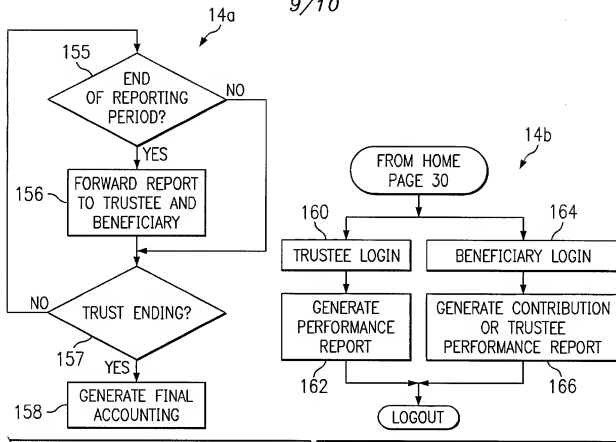 9/10
14a
155
END
OF REPORTING
PERIOD?
NO
YES
156
FORWARD REPORT
TO TRUSTEE AND
BENEFICIARY
NO
TRUST ENDING?
157
YES
158
GENERATE FINAL
ACCOUNTING
14b
FROM HOME
PAGE 30
160
164
TRUSTEE LOGIN
BENEFICIARY LOGIN
GENERATE
PERFORMANCE
REPORT
GENERATE CONTRIBUTION
OR TRUSTEE
PERFORMANCE REPORT
162
166
LOGOUT